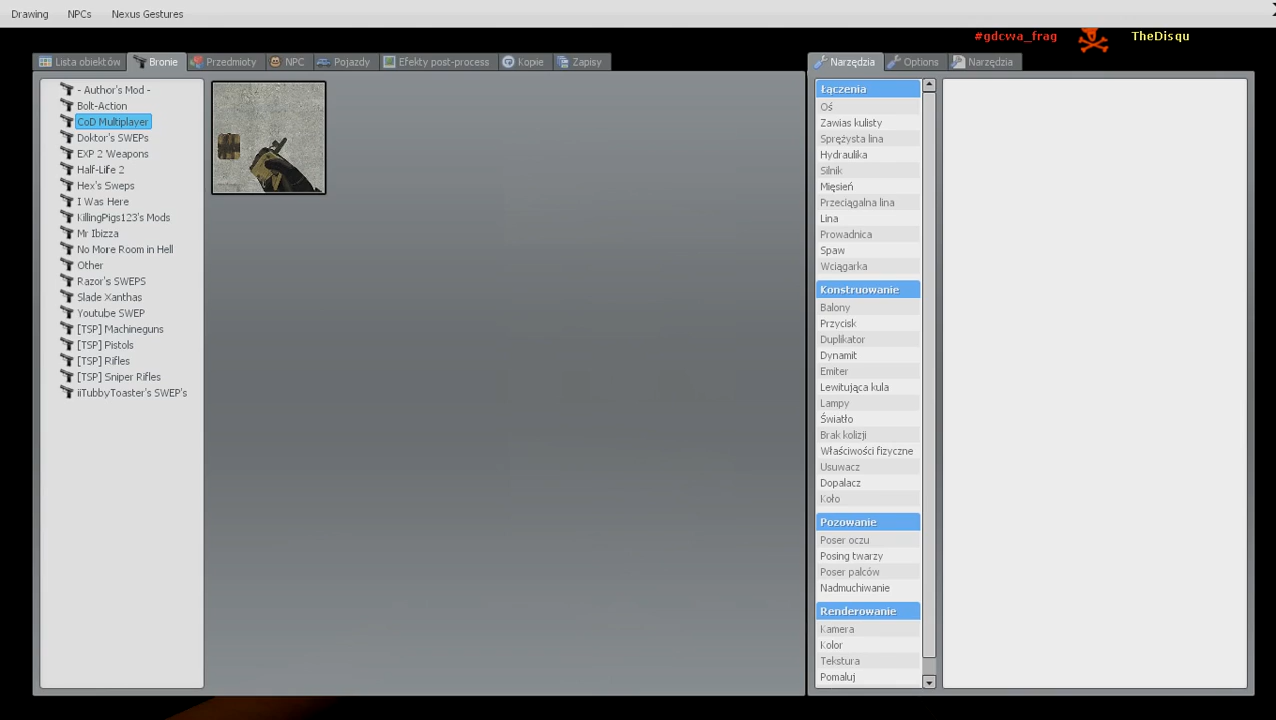 Drawing NPCs Nexus Gestures
#gdcwa_frag TheDisqu
Lista obiektów Bronie Przedmioty NPC Pojazdy Efekty post-process Kopie Zapisy
Narzędzia Options Narzędzia
- Author's Mod -
Bolt-Action
CoD Multiplayer
Doktor's SWEPs
EXP 2 Weapons
Half-Life 2
Hex's Sweps
I Was Here
KillingPigs123's Mods
Mr Ibizza
No More Room in Hell
Other
Razor's SWEPS
Slade Xanthas
Youtube SWEP
[TSP] Machineguns
[TSP] Pistols
[TSP] Rifles
[TSP] Sniper Rifles
iiTubbyToaster's SWEP's
Łączenia
Oś
Zawias kulisty
Sprężysta lina
Hydraulika
Silnik
Mięsień
Przeciągalna lina
Lina
Prowadnica
Spaw
Wciągarka
Konstruowanie
Balony
Przycisk
Duplikator
Dynamit
Emiter
Lewitująca kula
Lampy
Światło
Brak kolizji
Właściwości fizyczne
Usuwacz
Dopalacz
Koło
Pozowanie
Poser oczu
Posing twarzy
Poser palców
Nadmuchiwanie
Renderowanie
Kamera
Kolor
Tekstura
Pomaluj